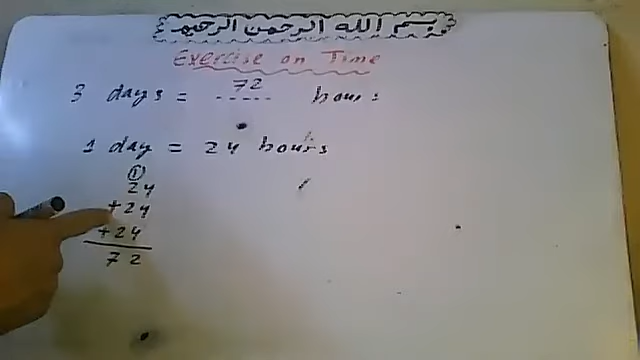 بسم الله الرحمن الرحيم
Exercise on Time
3 days = 72 hours
1 day = 24 hours
1
24
+24
+24
72